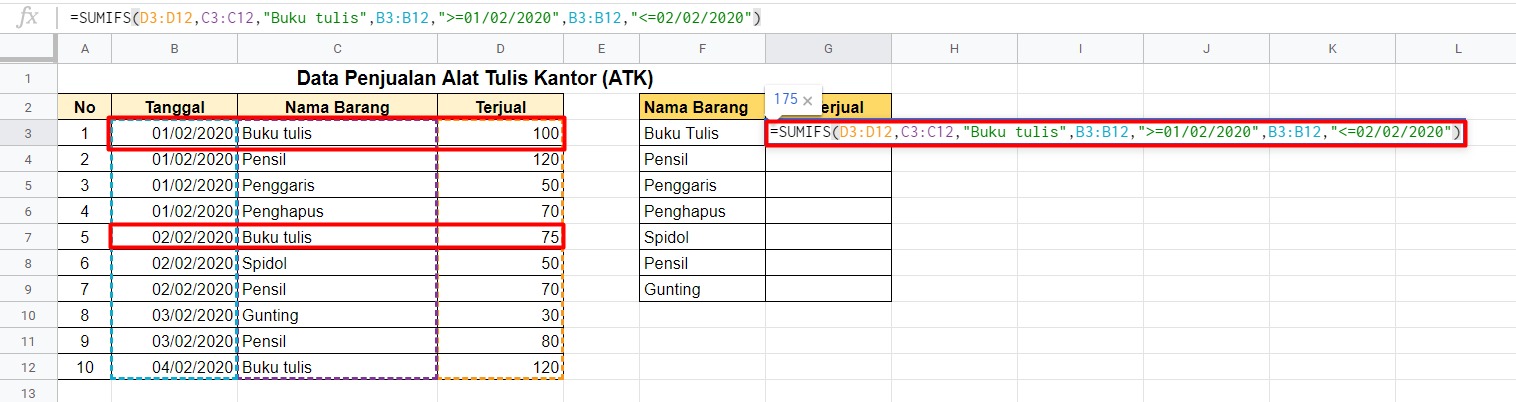 fx =SUMIFS(D3:D12,C3:C12,"Buku tulis",B3:B12,">=01/02/2020",B3:B12,"<=02/02/2020")
A B C D E F G H I J K L
1 Data Penjualan Alat Tulis Kantor (ATK)
175 ×
2 No Tanggal Nama Barang Terjual Nama Barang erjual
3 1 01/02/2020 Buku tulis 100 Buku Tulis =SUMIFS(D3:D12,C3:C12,"Buku tulis",B3:B12,">=01/02/2020",B3:B12,"<=02/02/2020")
4 2 01/02/2020 Pensil 120 Pensil
5 3 01/02/2020 Penggaris 50 Penggaris
6 4 01/02/2020 Penghapus 70 Penghapus
7 5 02/02/2020 Buku tulis 75 Spidol
8 6 02/02/2020 Spidol 50 Pensil
9 7 02/02/2020 Pensil 70 Gunting
10 8 03/02/2020 Gunting 30
11 9 03/02/2020 Pensil 80
12 10 04/02/2020 Buku tulis 120
13